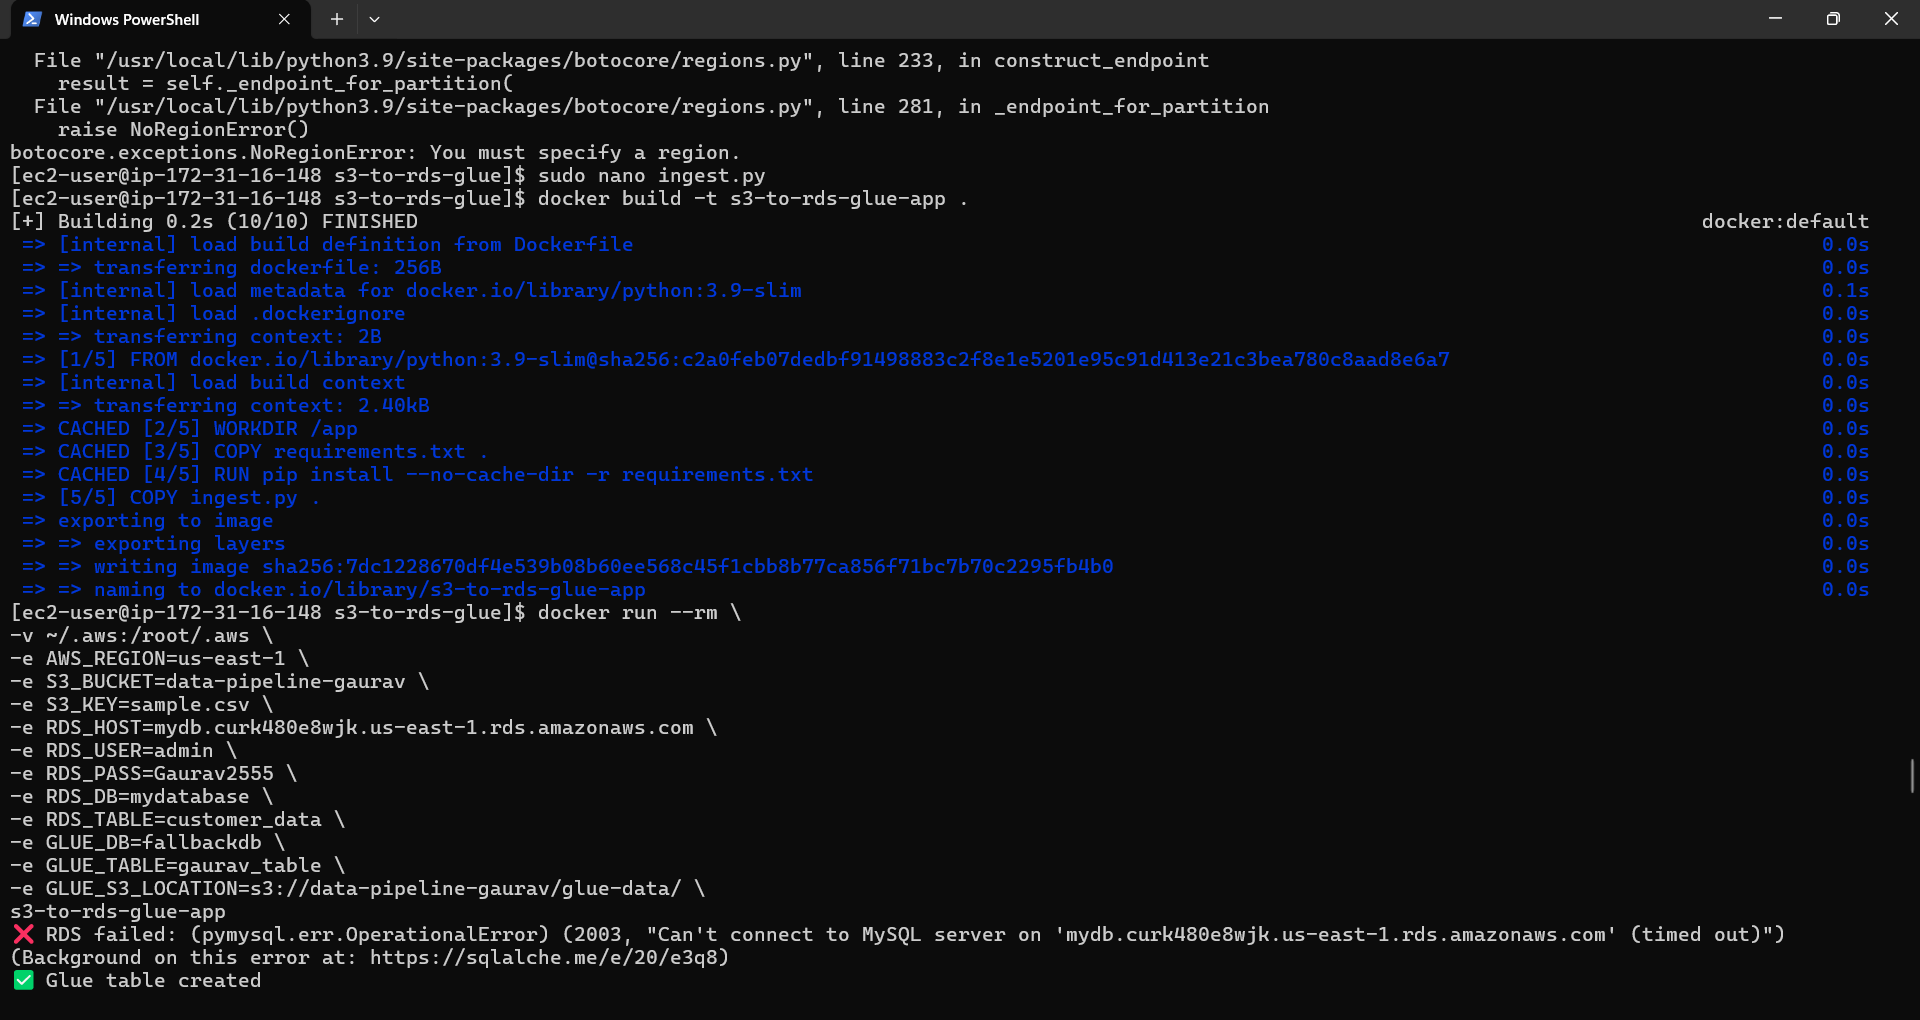 Windows PowerShell
  File "/usr/local/lib/python3.9/site-packages/botocore/regions.py", line 233, in construct_endpoint
    result = self._endpoint_for_partition(
  File "/usr/local/lib/python3.9/site-packages/botocore/regions.py", line 281, in _endpoint_for_partition
    raise NoRegionError()
botocore.exceptions.NoRegionError: You must specify a region.
[ec2-user@ip-172-31-16-148 s3-to-rds-glue]$ sudo nano ingest.py
[ec2-user@ip-172-31-16-148 s3-to-rds-glue]$ docker build -t s3-to-rds-glue-app .
[+] Building 0.2s (10/10) FINISHED docker:default
 => [internal] load build definition from Dockerfile 0.0s
 => => transferring dockerfile: 256B 0.0s
 => [internal] load metadata for docker.io/library/python:3.9-slim 0.1s
 => [internal] load .dockerignore 0.0s
 => => transferring context: 2B 0.0s
 => [1/5] FROM docker.io/library/python:3.9-slim@sha256:c2a0feb07dedbf91498883c2f8e1e5201e95c91d413e21c3bea780c8aad8e6a7 0.0s
 => [internal] load build context 0.0s
 => => transferring context: 2.40kB 0.0s
 => CACHED [2/5] WORKDIR /app 0.0s
 => CACHED [3/5] COPY requirements.txt . 0.0s
 => CACHED [4/5] RUN pip install --no-cache-dir -r requirements.txt 0.0s
 => [5/5] COPY ingest.py . 0.0s
 => exporting to image 0.0s
 => => exporting layers 0.0s
 => => writing image sha256:7dc1228670df4e539b08b60ee568c45f1cbb8b77ca856f71bc7b70c2295fb4b0 0.0s
 => => naming to docker.io/library/s3-to-rds-glue-app 0.0s
[ec2-user@ip-172-31-16-148 s3-to-rds-glue]$ docker run --rm \
-v ~/.aws:/root/.aws \
-e AWS_REGION=us-east-1 \
-e S3_BUCKET=data-pipeline-gaurav \
-e S3_KEY=sample.csv \
-e RDS_HOST=mydb.curk480e8wjk.us-east-1.rds.amazonaws.com \
-e RDS_USER=admin \
-e RDS_PASS=Gaurav2555 \
-e RDS_DB=mydatabase \
-e RDS_TABLE=customer_data \
-e GLUE_DB=fallbackdb \
-e GLUE_TABLE=gaurav_table \
-e GLUE_S3_LOCATION=s3://data-pipeline-gaurav/glue-data/ \
s3-to-rds-glue-app
❌ RDS failed: (pymysql.err.OperationalError) (2003, "Can't connect to MySQL server on 'mydb.curk480e8wjk.us-east-1.rds.amazonaws.com' (timed out)")
(Background on this error at: https://sqlalche.me/e/20/e3q8)
✅ Glue table created